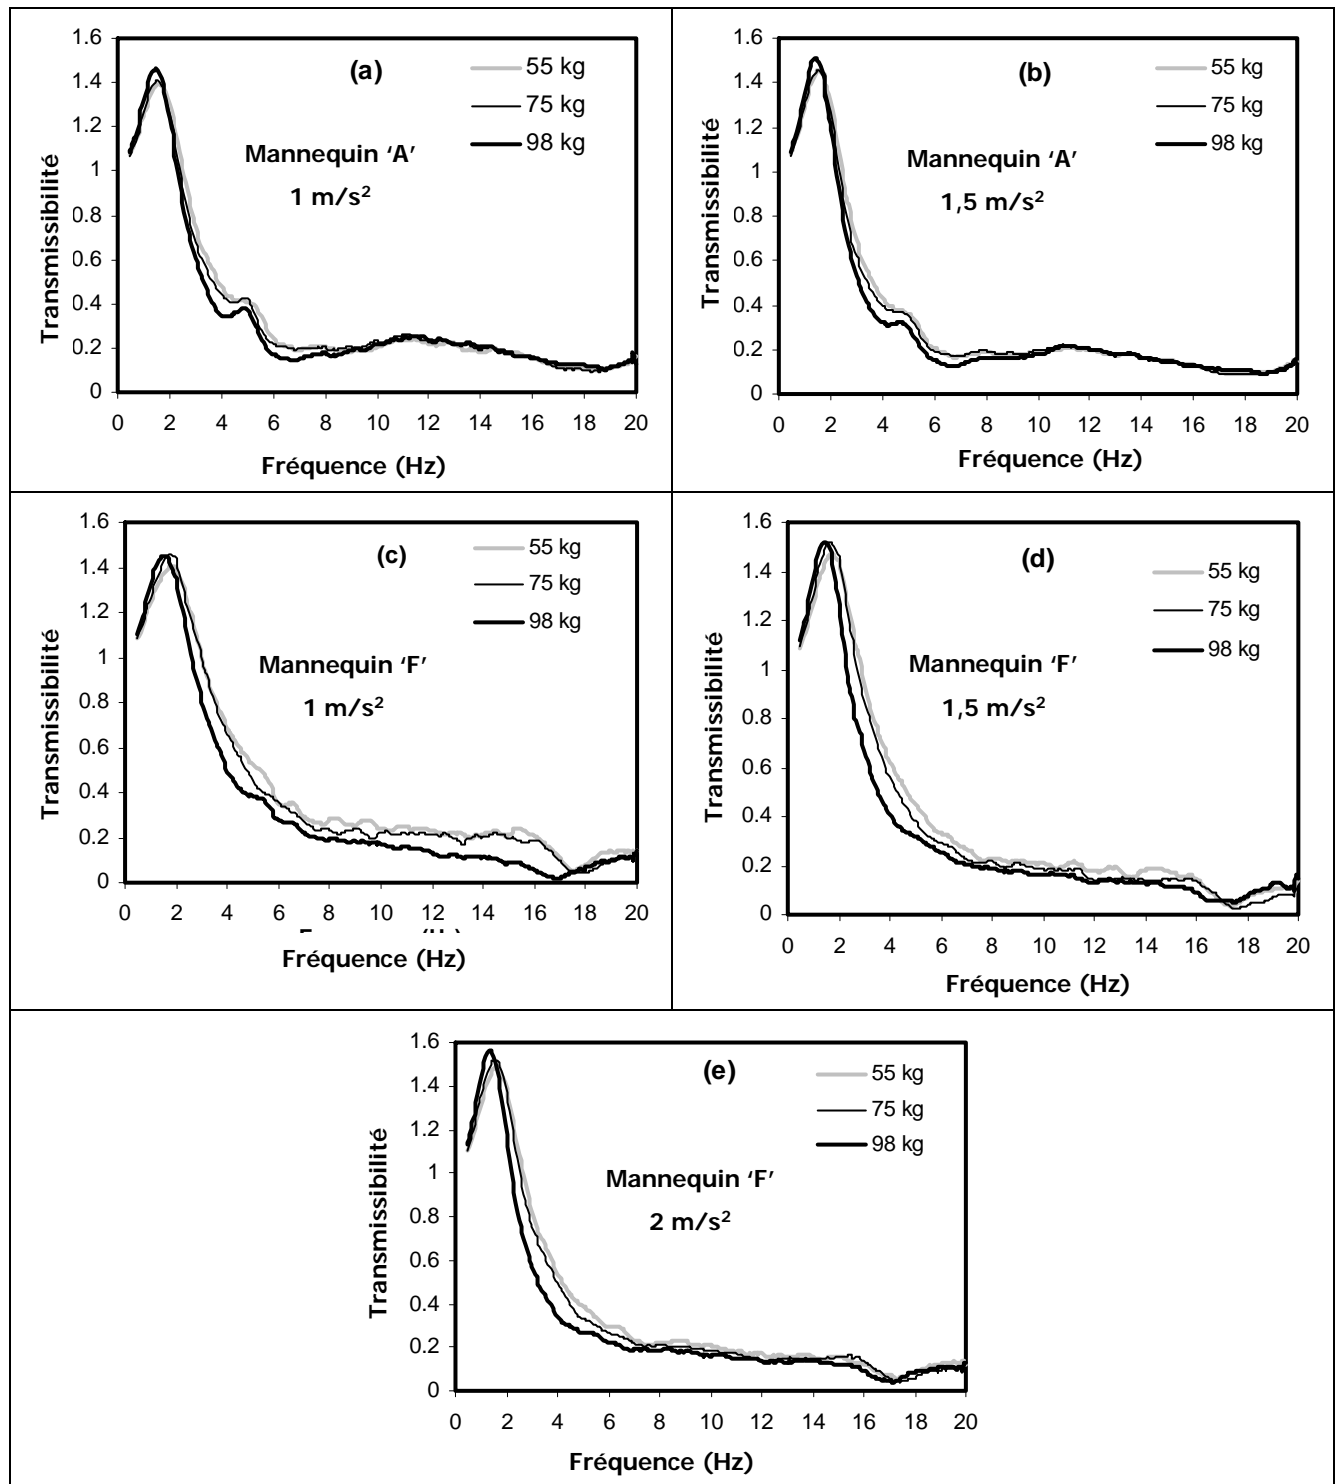 (a)
55 kg
75 kg
98 kg
Mannequin ‘A’
1 m/s²
Transmissibilité
1.6
1.4
1.2
1
0.8
0.6
0.4
0.2
0
0 2 4 6 8 10 12 14 16 18 20
Fréquence (Hz)
(b)
55 kg
75 kg
98 kg
Mannequin ‘A’
1,5 m/s²
Transmissibilité
1.6
1.4
1.2
1
0.8
0.6
0.4
0.2
0
0 2 4 6 8 10 12 14 16 18 20
Fréquence (Hz)
(c)
55 kg
75 kg
98 kg
Mannequin ‘F’
1 m/s²
Transmissibilité
1.6
1.4
1.2
1
0.8
0.6
0.4
0.2
0
0 2 4 6 8 10 12 14 16 18 20
Fréquence (Hz)
(d)
55 kg
75 kg
98 kg
Mannequin ‘F’
1,5 m/s²
Transmissibilité
1.6
1.4
1.2
1
0.8
0.6
0.4
0.2
0
0 2 4 6 8 10 12 14 16 18 20
Fréquence (Hz)
(e)
55 kg
75 kg
98 kg
Mannequin ‘F’
2 m/s²
Transmissibilité
1.6
1.4
1.2
1
0.8
0.6
0.4
0.2
0
0 2 4 6 8 10 12 14 16 18 20
Fréquence (Hz)